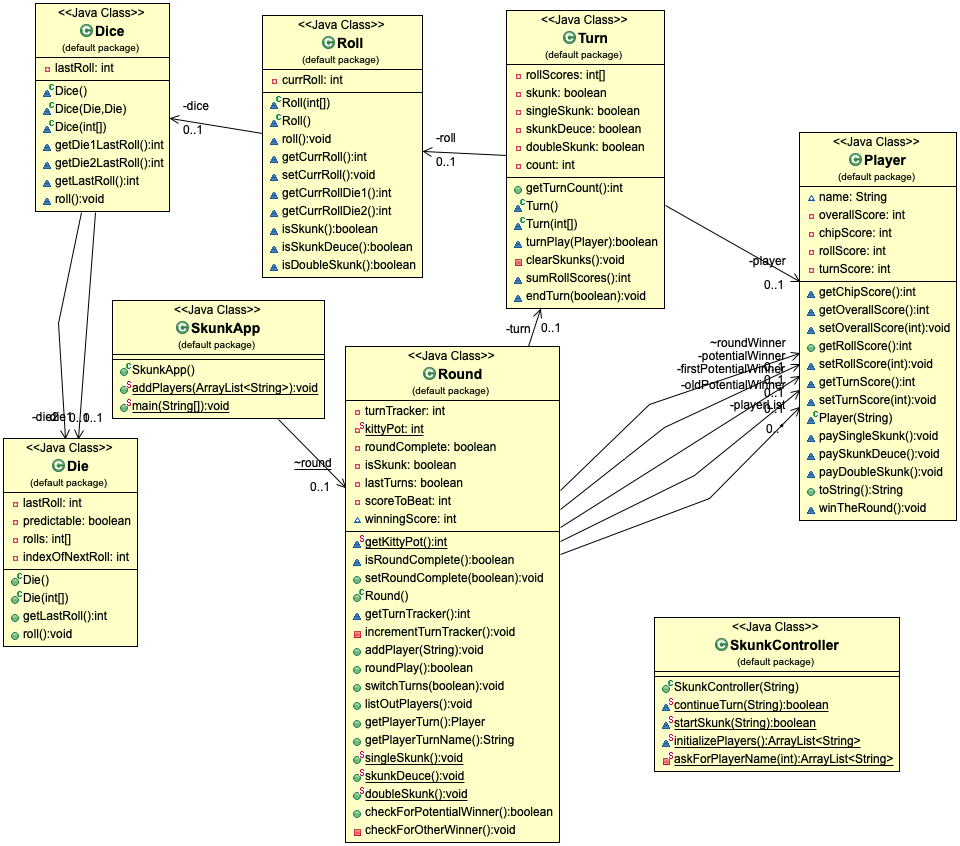 <<Java Class>>
Dice
(default package)
lastRoll: int
Dice()
Dice(Die,Die)
Dice(int[])
getDie1LastRoll():int
getDie2LastRoll():int
getLastRoll():int
roll():void
<<Java Class>>
Roll
(default package)
currRoll: int
Roll(int[])
Roll()
roll():void
getCurrRoll():int
setCurrRoll():void
getCurrRollDie1():int
getCurrRollDie2():int
isSkunk():boolean
isSkunkDeuce():boolean
isDoubleSkunk():boolean
<<Java Class>>
Turn
(default package)
rollScores: int[]
skunk: boolean
singleSkunk: boolean
skunkDeuce: boolean
doubleSkunk: boolean
count: int
getTurnCount():int
Turn()
Turn(int[])
turnPlay(Player):boolean
clearSkunks():void
sumRollScores():int
endTurn(boolean):void
<<Java Class>>
Player
(default package)
name: String
overallScore: int
chipScore: int
rollScore: int
turnScore: int
getChipScore():int
getOverallScore():int
setOverallScore(int):void
getRollScore():int
setRollScore(int):void
getTurnScore():int
setTurnScore(int):void
Player(String)
paySingleSkunk():void
paySkunkDeuce():void
payDoubleSkunk():void
toString():String
winTheRound():void
-dice
0..1
-roll
0..1
-player
0..1
-turn
0..1
~roundWinner
-potentialWinner
-firstPotentialWinner
-oldPotentialWinner
-playerList
0..1
0..1
0..1
0..*
<<Java Class>>
SkunkApp
(default package)
SkunkApp()
addPlayers(ArrayList<String>):void
main(String[]):void
~round
0..1
0..1
<<Java Class>>
Die
(default package)
lastRoll: int
predictable: boolean
rolls: int[]
indexOfNextRoll: int
Die()
Die(int[])
getLastRoll():int
roll():void
<<Java Class>>
Round
(default package)
turnTracker: int
kittyPot: int
roundComplete: boolean
isSkunk: boolean
lastTurns: boolean
scoreToBeat: int
winningScore: int
getKittyPot():int
isRoundComplete():boolean
setRoundComplete(boolean):void
Round()
getTurnTracker():int
incrementTurnTracker():void
addPlayer(String):void
roundPlay():boolean
switchTurns(boolean):void
listOutPlayers():void
getPlayerTurn():Player
getPlayerTurnName():String
singleSkunk():void
skunkDeuce():void
doubleSkunk():void
checkForPotentialWinner():boolean
checkForOtherWinner():void
<<Java Class>>
SkunkController
(default package)
SkunkController(String)
continueTurn(String):boolean
startSkunk(String):boolean
initializePlayers():ArrayList<String>
askForPlayerName(int):ArrayList<String>